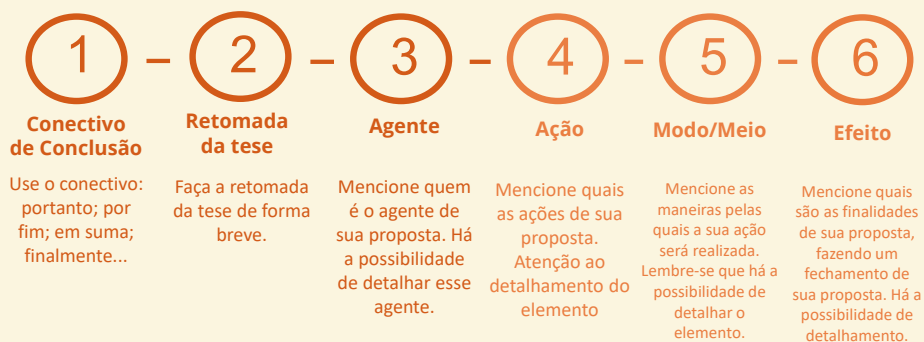 1
2
3
4
5
6
Conectivo
de Conclusão
Use o conectivo:
portanto; por
fim; em suma;
finalmente...
Retomada
da tese
Faça a retomada
da tese de forma
breve.
Agente
Mencione quem
é o agente de
sua proposta. Há
a possibilidade
de detalhar esse
agente.
Ação
Mencione quais
as ações de sua
proposta.
Atenção ao
detalhamento do
elemento
Modo/Meio
Mencione as
maneiras pelas
quais a sua ação
será realizada.
Lembre-se que há a
possibilidade de
detalhar o
elemento.
Efeito
Mencione quais
são as finalidades
de sua proposta,
fazendo um
fechamento de
sua proposta. Há a
possibilidade de
detalhamento.